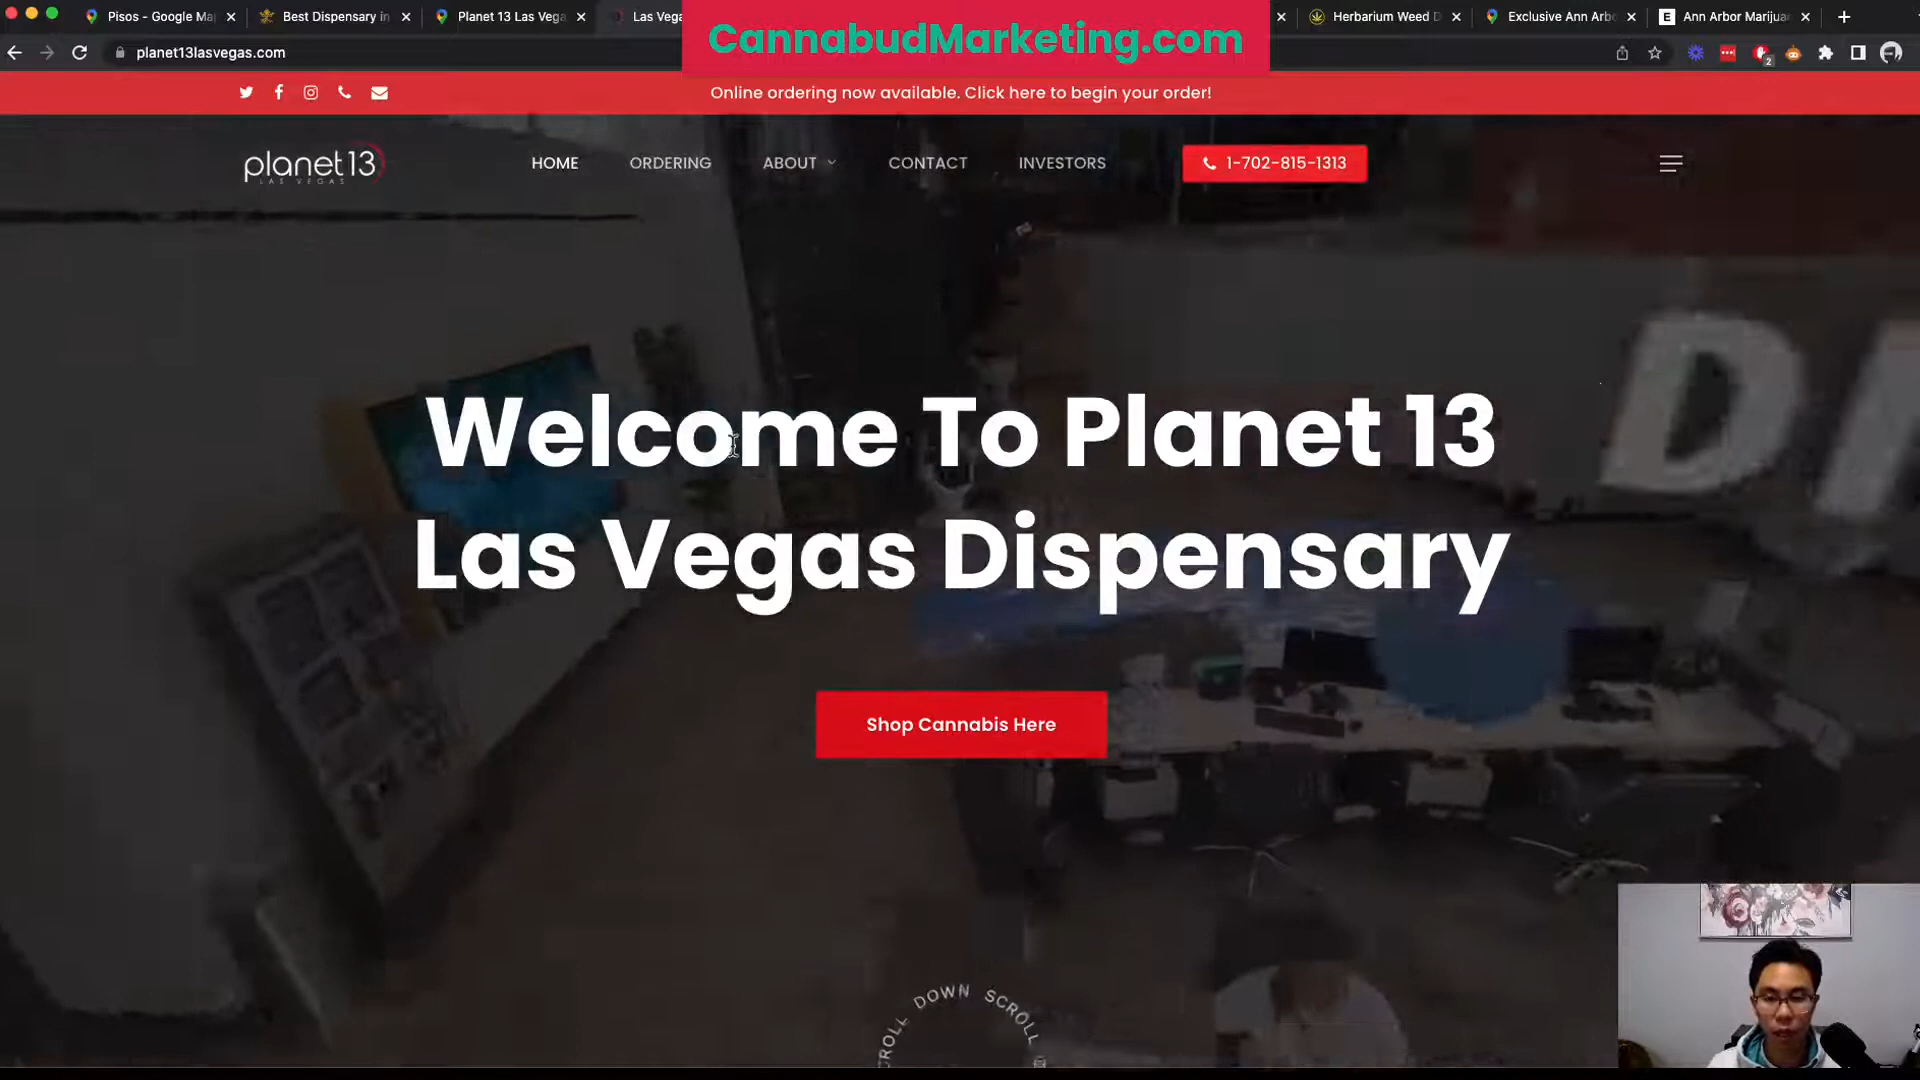 Pisos - Google Ma
Best Dispensary in
Planet 13 Las Vega
Las Vega
Herbarium Weed D
Exclusive Ann Arb
Ann Arbor Marijua
CannabudMarketing.com
planet13lasvegas.com
2
Online ordering now available. Click here to begin your order!
planet13
LAS VEGAS
HOME
ORDERING
ABOUT
CONTACT
INVESTORS
1-702-815-1313
Welcome To Planet 13
Las Vegas Dispensary
Shop Cannabis Here
SCROLL DOWN SCROLL